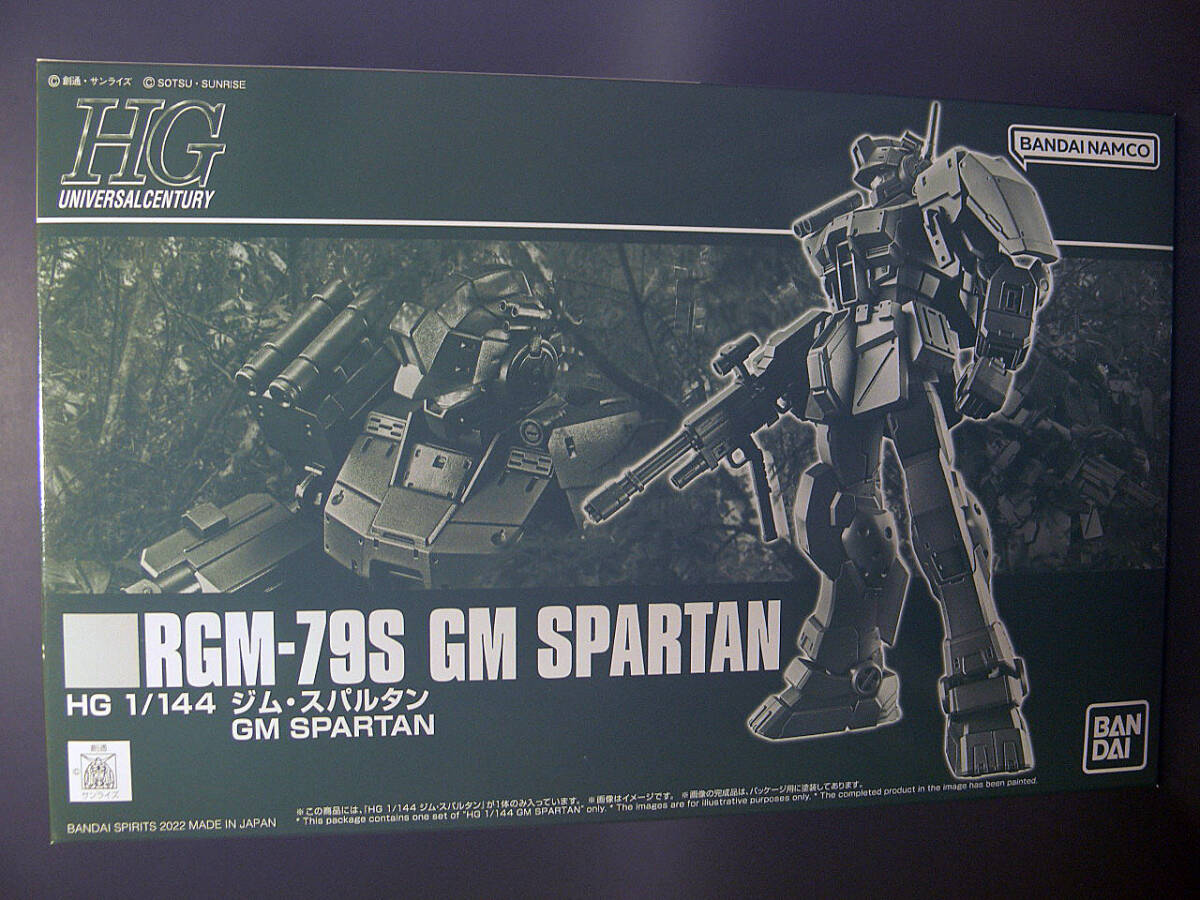 ©創通・サンライズ ©SOTSU・SUNRISE
HG
UNIVERSAL CENTURY
BANDAI NAMCO
RGM-79S GM SPARTAN
HG 1/144 ジム・スパルタン
GM SPARTAN
創通
©
サンライズ
BAN
DAI
※この商品には、「HG 1/144 ジム・スパルタン」が1体のみ入っています。 ※画像はイメージです。 ※画像の完成品は、パッケージ用に塗装してあります。
* This package contains one set of "HG 1/144 GM SPARTAN" only. * The images are for illustrative purposes only. * The completed product in the image has been painted.
BANDAI SPIRITS 2022 MADE IN JAPAN